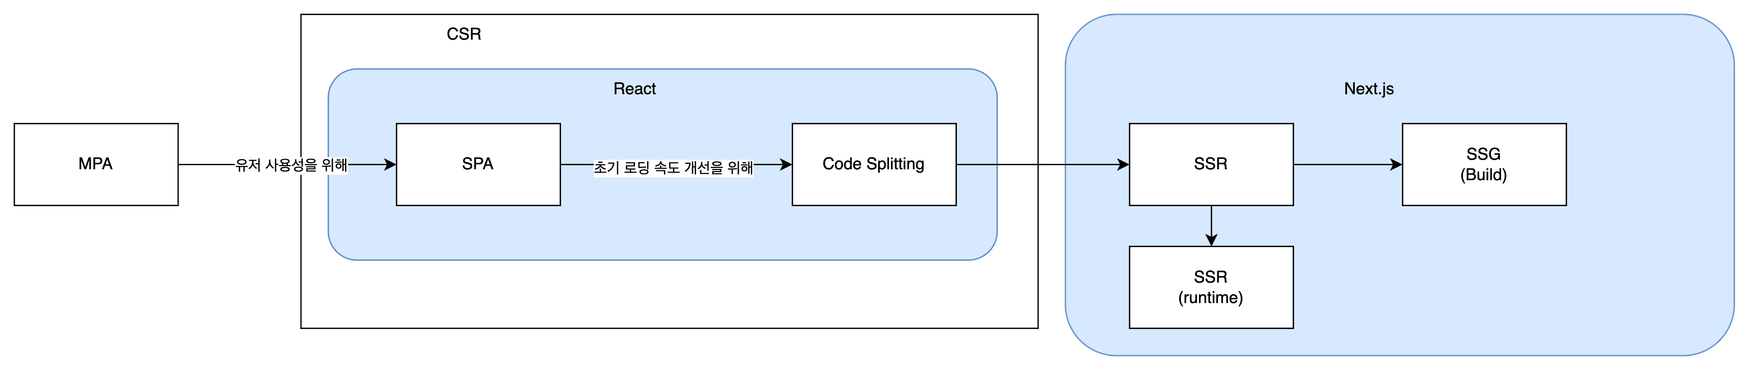 CSR
React
Next.js
MPA
유저 사용성을 위해
SPA
초기 로딩 속도 개선을 위해
Code Splitting
SSR
SSG
(Build)
SSR
(runtime)